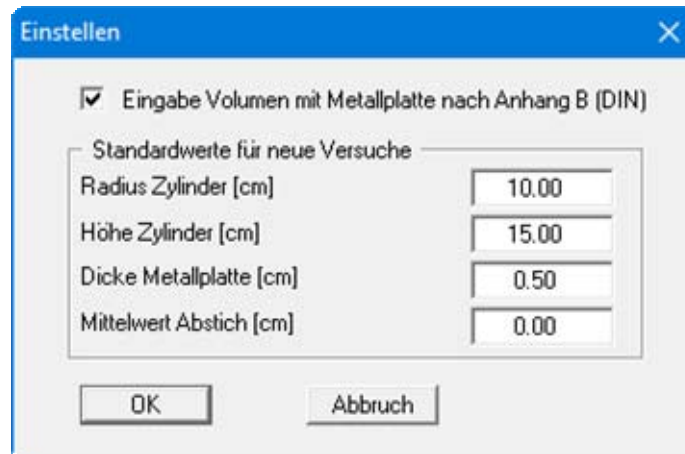 Einstellen
Eingabe Volumen mit Metallplatte nach Anhang B (DIN)
Standardwerte für neue Versuche
Radius Zylinder [cm] 10.00
Höhe Zylinder [cm] 15.00
Dicke Metallplatte [cm] 0.50
Mittelwert Abstich [cm] 0.00
OK Abbruch